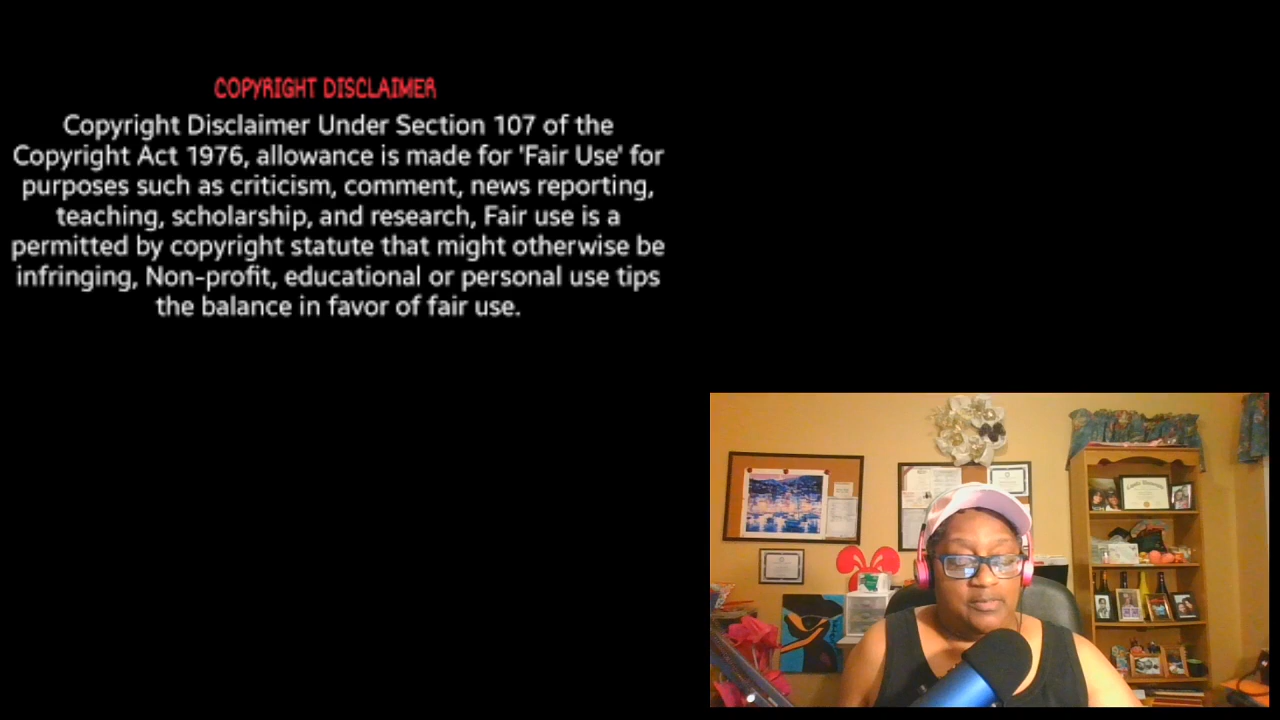 COPYRIGHT DISCLAIMER
Copyright Disclaimer Under Section 107 of the
Copyright Act 1976, allowance is made for 'Fair Use' for
purposes such as criticism, comment, news reporting,
teaching, scholarship, and research, Fair use is a
permitted by copyright statute that might otherwise be
infringing, Non-profit, educational or personal use tips
the balance in favor of fair use.